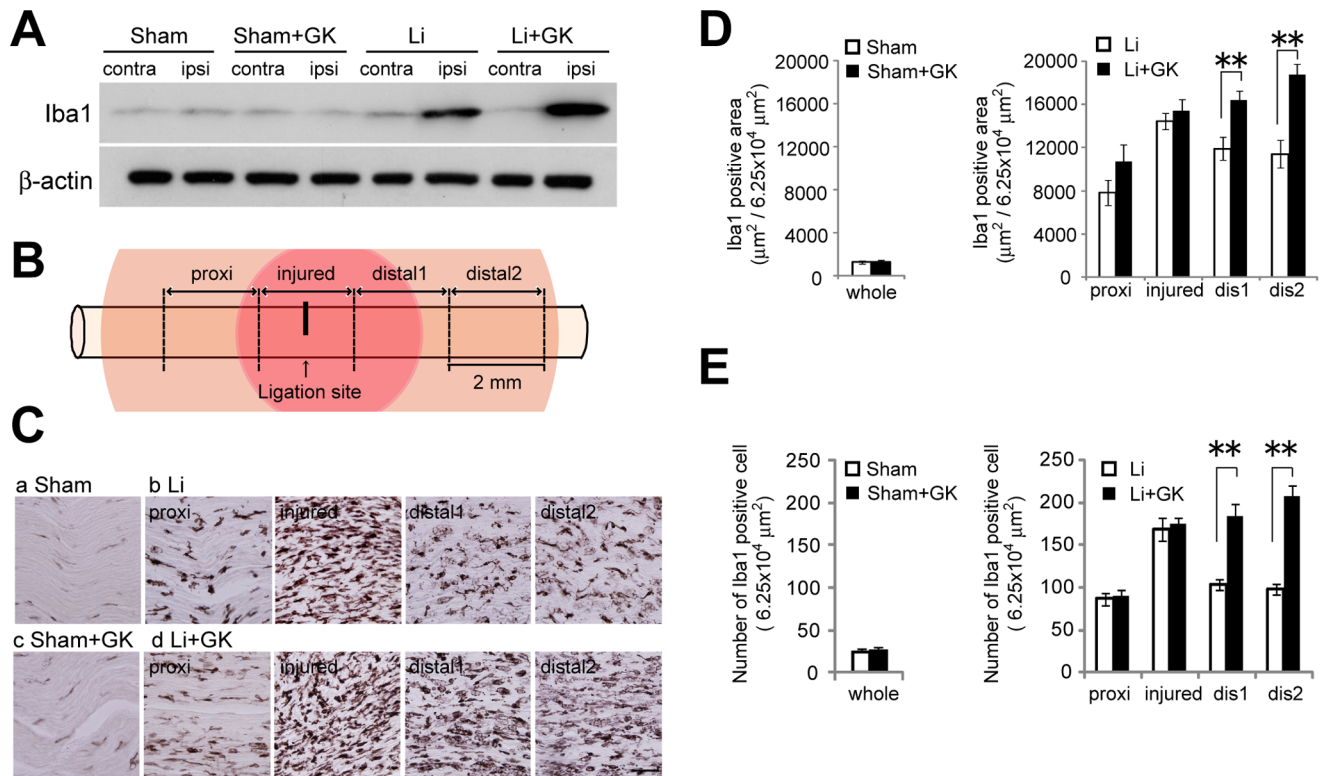 A
Sham Sham+GK Li Li+GK
contra ipsi contra ipsi contra ipsi contra ipsi
Iba1
β-actin
B
proxi injured distal1 distal2
↑
Ligation site
2 mm
C
a Sham b Li
proxi injured distal1 distal2
c Sham+GK d Li+GK
proxi injured distal1 distal2
D
Iba1 positive area
(μm² / 6.25x10⁴ μm²)
20000
16000
12000
8000
4000
0
Sham
Sham+GK
whole
Iba1 positive area
(μm² / 6.25x10⁴ μm²)
20000
16000
12000
8000
4000
0
Li
Li+GK
** **
proxi injured dis1 dis2
E
Number of Iba1 positive cell
( 6.25x10⁴ μm²)
250
200
150
100
50
0
Sham
Sham+GK
whole
Number of Iba1 positive cell
( 6.25x10⁴ μm²)
250
200
150
100
50
0
Li
Li+GK
** **
proxi injured dis1 dis2